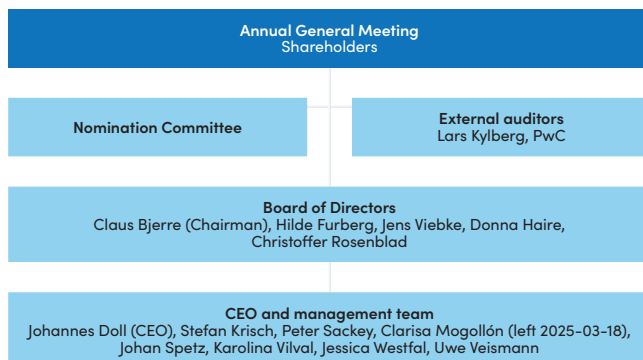 Annual General Meeting
Shareholders
Nomination Committee
External auditors
Lars Kylberg, PwC
Board of Directors
Claus Bjerre (Chairman), Hilde Furberg, Jens Viebke, Donna Haire,
Christoffer Rosenblad
CEO and management team
Johannes Doll (CEO), Stefan Krisch, Peter Sackey, Clarisa Mogollón (left 2025-03-18),
Johan Spetz, Karolina Vilval, Jessica Westfal, Uwe Veismann